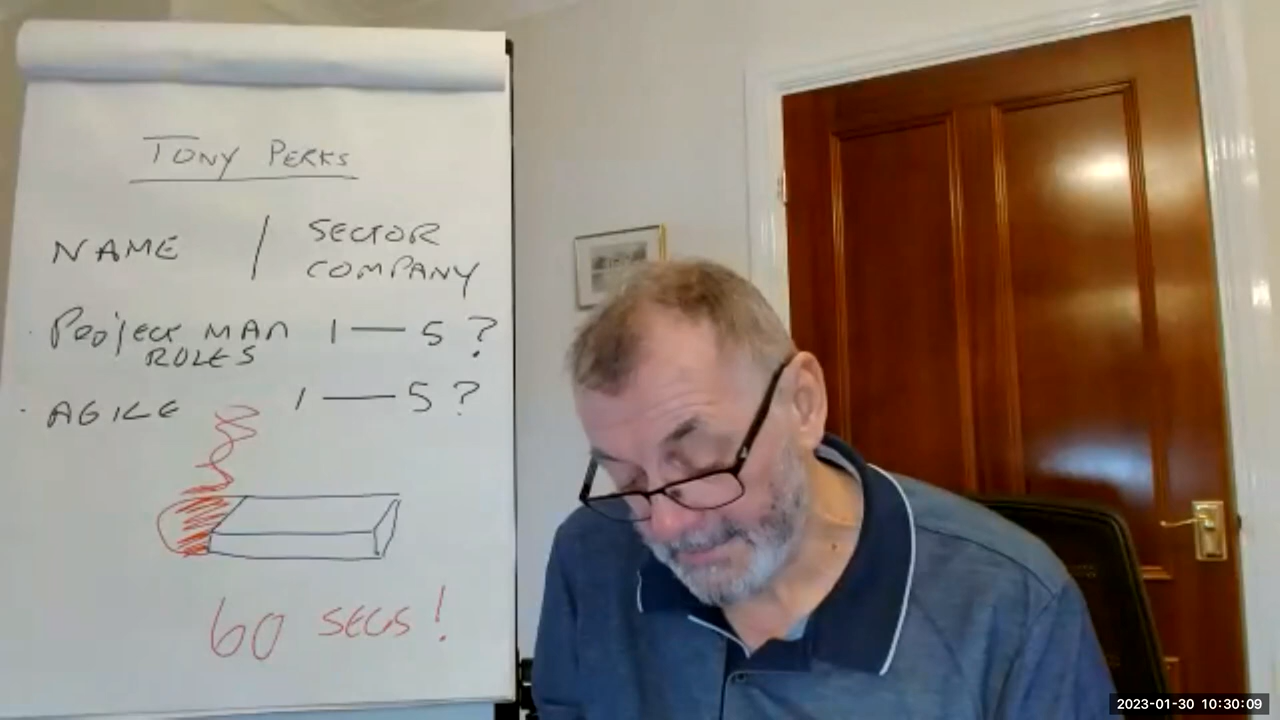 TONY PERKS
NAME / SECTOR
COMPANY
· Project MAN 1 — 5 ?
ROLES
· AGILE 1 — 5 ?
60 SECS!
2023-01-30 10:30:09